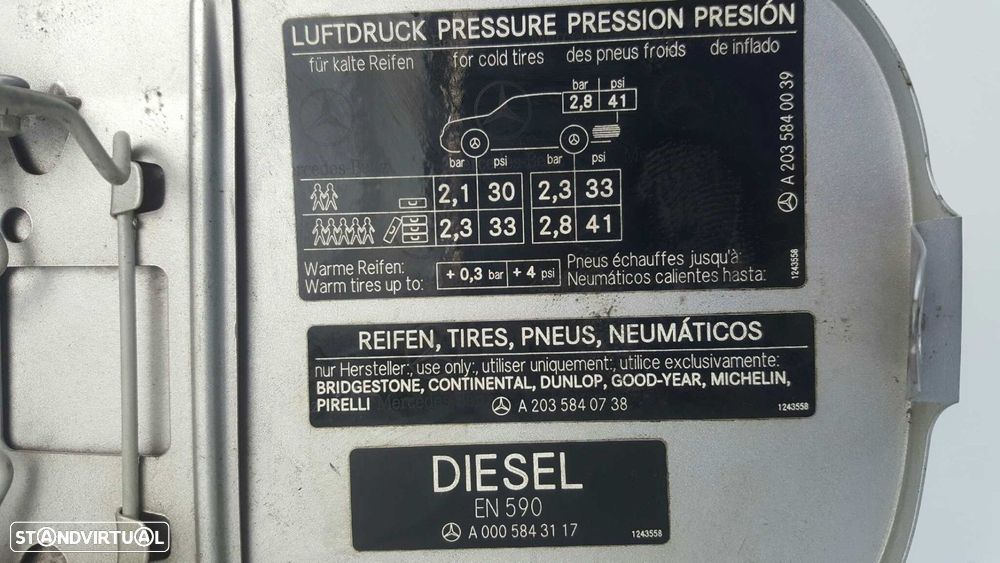 LUFTDRUCK PRESSURE PRESSION PRESIÓN
für kalte Reifen for cold tires des pneus froids de inflado
bar psi
2,8 41
bar psi bar psi
2,1 30 2,3 33
2,3 33 2,8 41
Warme Reifen:
Warm tires up to:
+ 0,3 bar + 4 psi
Pneus échauffes jusqu'à:
Neumáticos calientes hasta:
A 203 584 00 39
1243558
REIFEN, TIRES, PNEUS, NEUMÁTICOS
nur Hersteller:, use only:, utiliser uniquement:, utilice exclusivamente:
BRIDGESTONE, CONTINENTAL, DUNLOP, GOOD-YEAR, MICHELIN,
PIRELLI
A 203 584 07 38
1243558
DIESEL
EN 590
A 000 584 31 17
1243558
STANDVIRTUAL